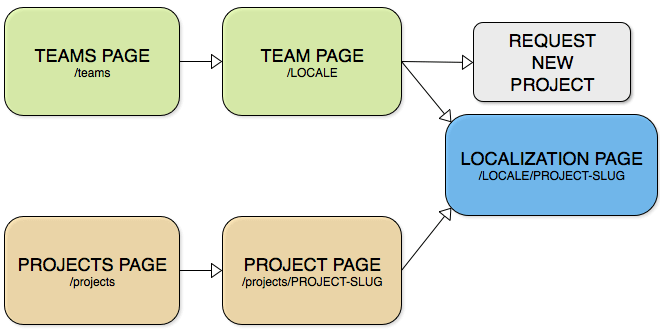 TEAMS PAGE
/teams
TEAM PAGE
/LOCALE
REQUEST
NEW
PROJECT
LOCALIZATION PAGE
/LOCALE/PROJECT-SLUG
PROJECTS PAGE
/projects
PROJECT PAGE
/projects/PROJECT-SLUG